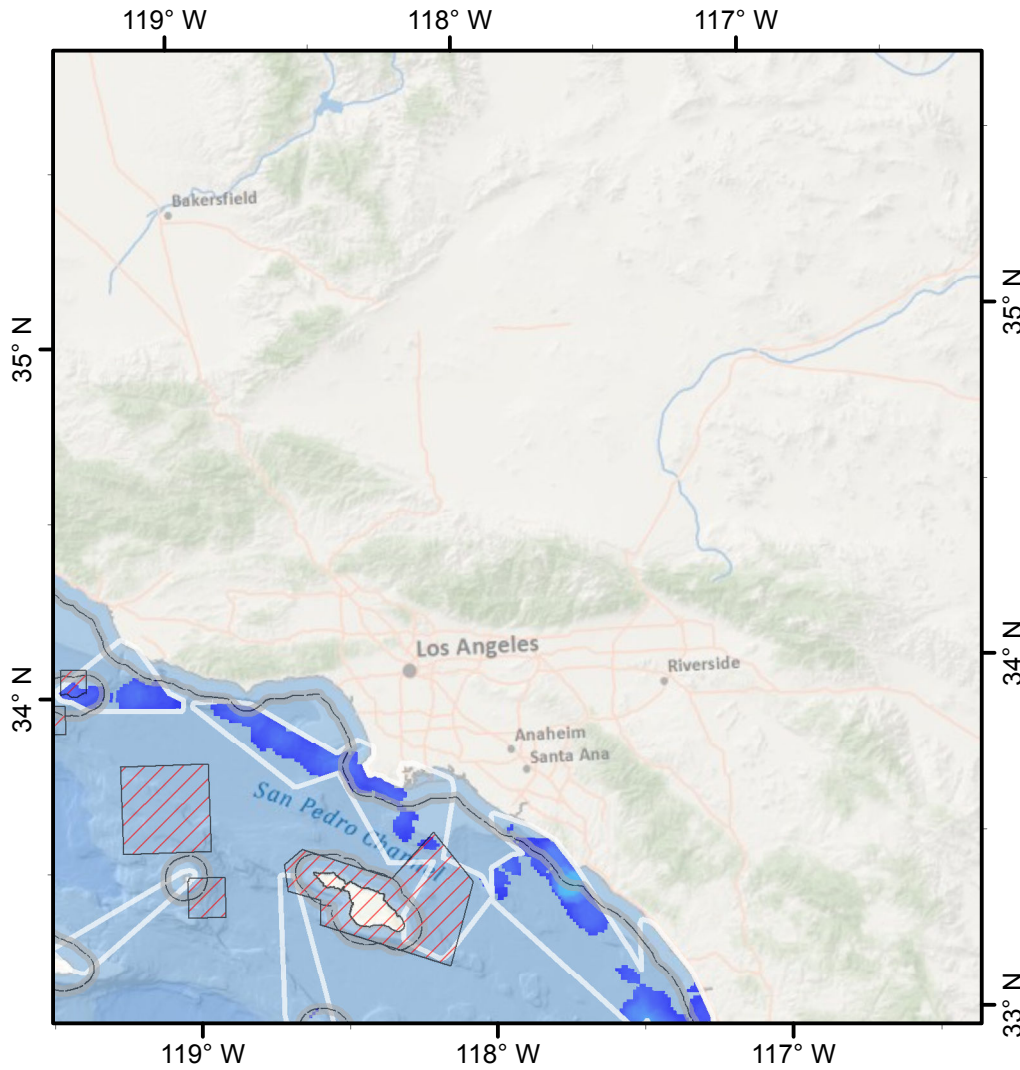 119° W 118° W 117° W
Bakersfield
35° N
35° N
Los Angeles
34° N
Riverside
34° N
Anaheim
Santa Ana
San Pedro Channel
33° N
119° W 118° W 117° W